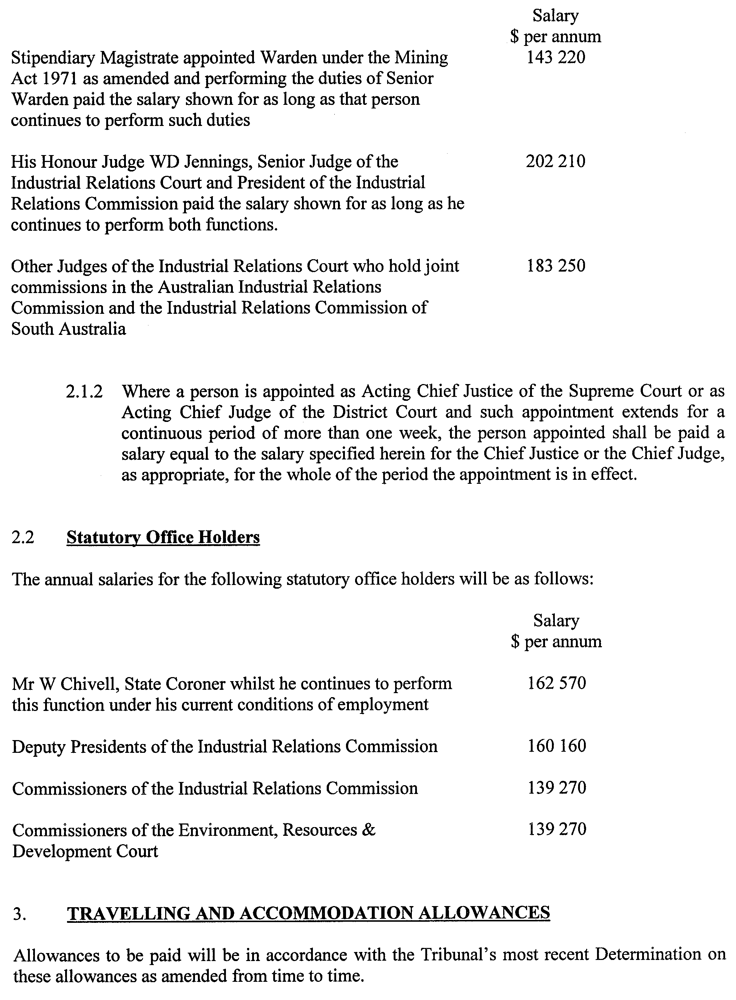 Salary
$ per annum
Stipendiary Magistrate appointed Warden under the Mining 143 220
Act 1971 as amended and performing the duties of Senior
Warden paid the salary shown for as long as that person
continues to perform such duties
His Honour Judge WD Jennings, Senior Judge of the 202 210
Industrial Relations Court and President of the Industrial
Relations Commission paid the salary shown for as long as he
continues to perform both functions.
Other Judges of the Industrial Relations Court who hold joint 183 250
commissions in the Australian Industrial Relations
Commission and the Industrial Relations Commission of
South Australia
2.1.2 Where a person is appointed as Acting Chief Justice of the Supreme Court or as
Acting Chief Judge of the District Court and such appointment extends for a
continuous period of more than one week, the person appointed shall be paid a
salary equal to the salary specified herein for the Chief Justice or the Chief Judge,
as appropriate, for the whole of the period the appointment is in effect.
2.2 Statutory Office Holders
The annual salaries for the following statutory office holders will be as follows:
Salary
$ per annum
Mr W Chivell, State Coroner whilst he continues to perform 162 570
this function under his current conditions of employment
Deputy Presidents of the Industrial Relations Commission 160 160
Commissioners of the Industrial Relations Commission 139 270
Commissioners of the Environment, Resources & 139 270
Development Court
3. TRAVELLING AND ACCOMMODATION ALLOWANCES
Allowances to be paid will be in accordance with the Tribunal's most recent Determination on
these allowances as amended from time to time.